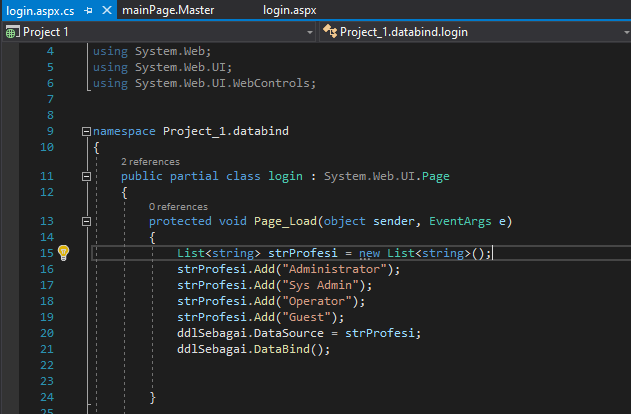 login.aspx.cs mainPage.Master login.aspx
Project 1 Project_1.databind.login
4 using System.Web;
5 using System.Web.UI;
6 using System.Web.UI.WebControls;
7
8
9 namespace Project_1.databind
10 {
2 references
11 public partial class login : System.Web.UI.Page
12 {
0 references
13 protected void Page_Load(object sender, EventArgs e)
14 {
15 List<string> strProfesi = new List<string>();
16 strProfesi.Add("Administrator");
17 strProfesi.Add("Sys Admin");
18 strProfesi.Add("Operator");
19 strProfesi.Add("Guest");
20 ddlSebagai.DataSource = strProfesi;
21 ddlSebagai.DataBind();
22
23
24 }
25